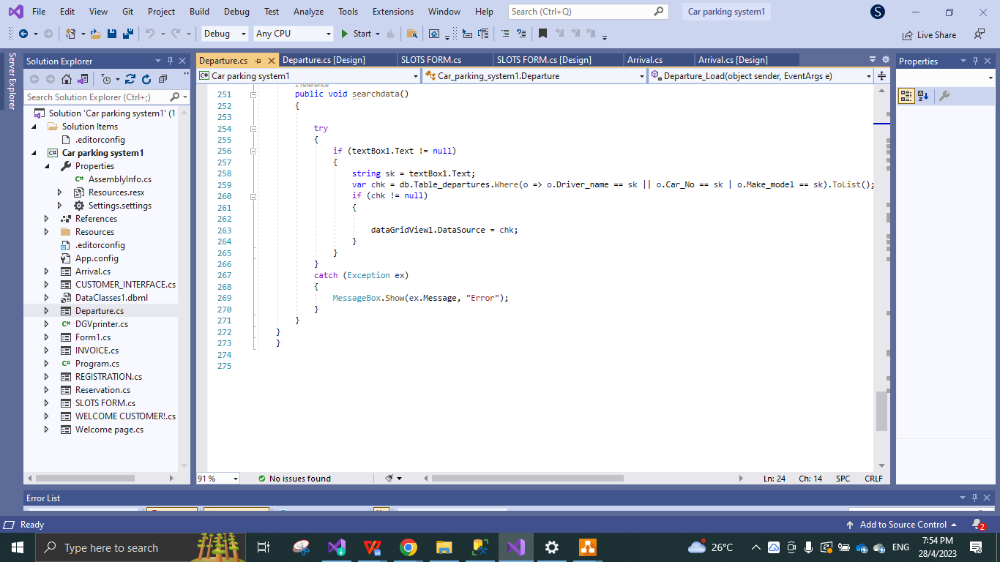 File Edit View Git Project Build Debug Test Analyze Tools Extensions Window Help Search (Ctrl+Q) Car parking system1 S
Debug Any CPU Start Live Share
Server Explorer
Solution Explorer
Search Solution Explorer (Ctrl+;)
Solution 'Car parking system1' (1
Solution Items
.editorconfig
C# Car parking system1
Properties
C# AssemblyInfo.cs
Resources.resx
Settings.settings
References
Resources
.editorconfig
App.config
Arrival.cs
CUSTOMER_INTERFACE.cs
DataClasses1.dbml
Departure.cs
C# DGVprinter.cs
Form1.cs
INVOICE.cs
C# Program.cs
REGISTRATION.cs
Reservation.cs
SLOTS FORM.cs
WELCOME CUSTOMER!.cs
Welcome page.cs
Departure.cs Departure.cs [Design] SLOTS FORM.cs SLOTS FORM.cs [Design] Arrival.cs Arrival.cs [Design]
C# Car parking system1 Car_parking_system1.Departure Departure_Load(object sender, EventArgs e)
1 reference
251 public void searchdata()
252 {
253
254 try
255 {
256 if (textBox1.Text != null)
257 {
258 string sk = textBox1.Text;
259 var chk = db.Table_departures.Where(o => o.Driver_name == sk || o.Car_No == sk | o.Make_model == sk).ToList();
260 if (chk != null)
261 {
262
263 dataGridView1.DataSource = chk;
264 }
265 }
266 }
267 catch (Exception ex)
268 {
269 MessageBox.Show(ex.Message, "Error");
270 }
271 }
272 }
273 }
274
275
91 % No issues found Ln: 24 Ch: 14 SPC CRLF
Properties
Error List
Ready Add to Source Control 2
Type here to search 26°C ENG 7:54 PM
28/4/2023